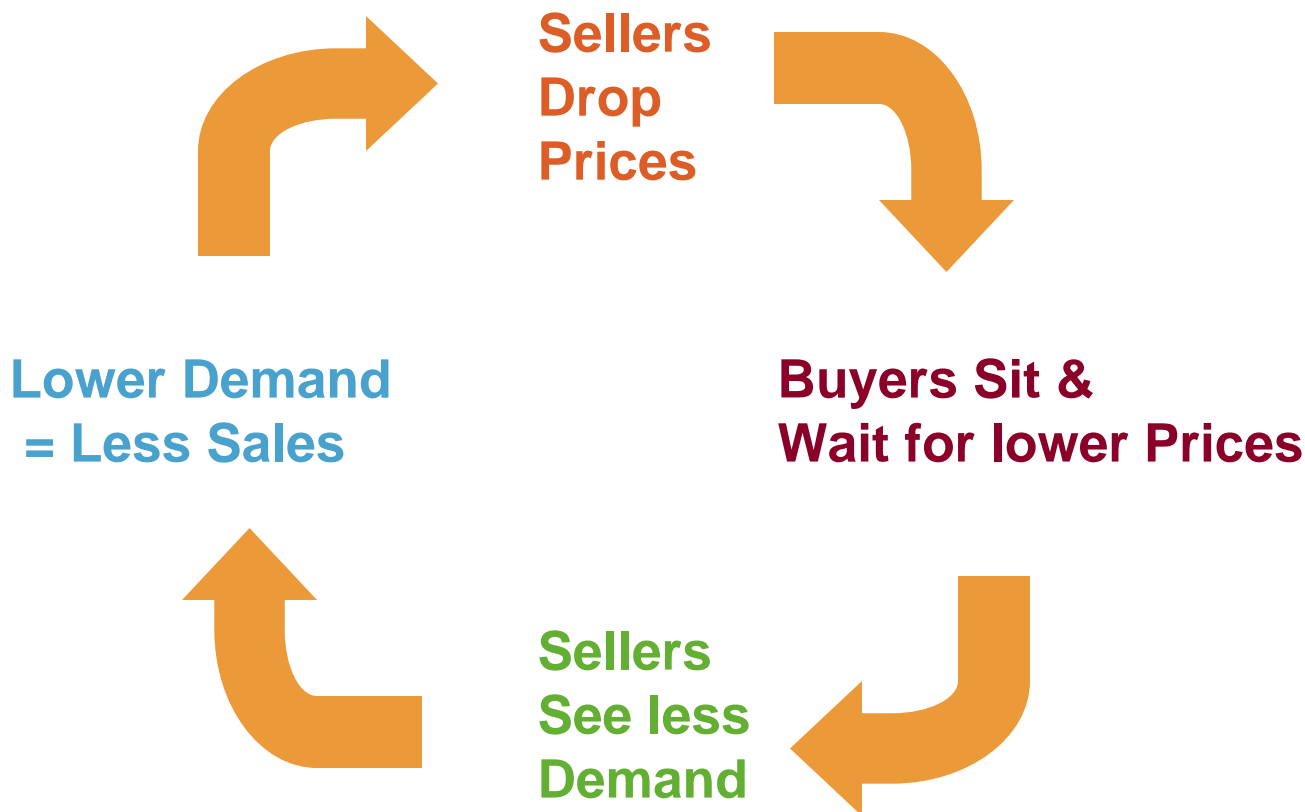 Sellers
Drop
Prices
Buyers Sit &
Wait for lower Prices
Sellers
See less
Demand
Lower Demand
= Less Sales